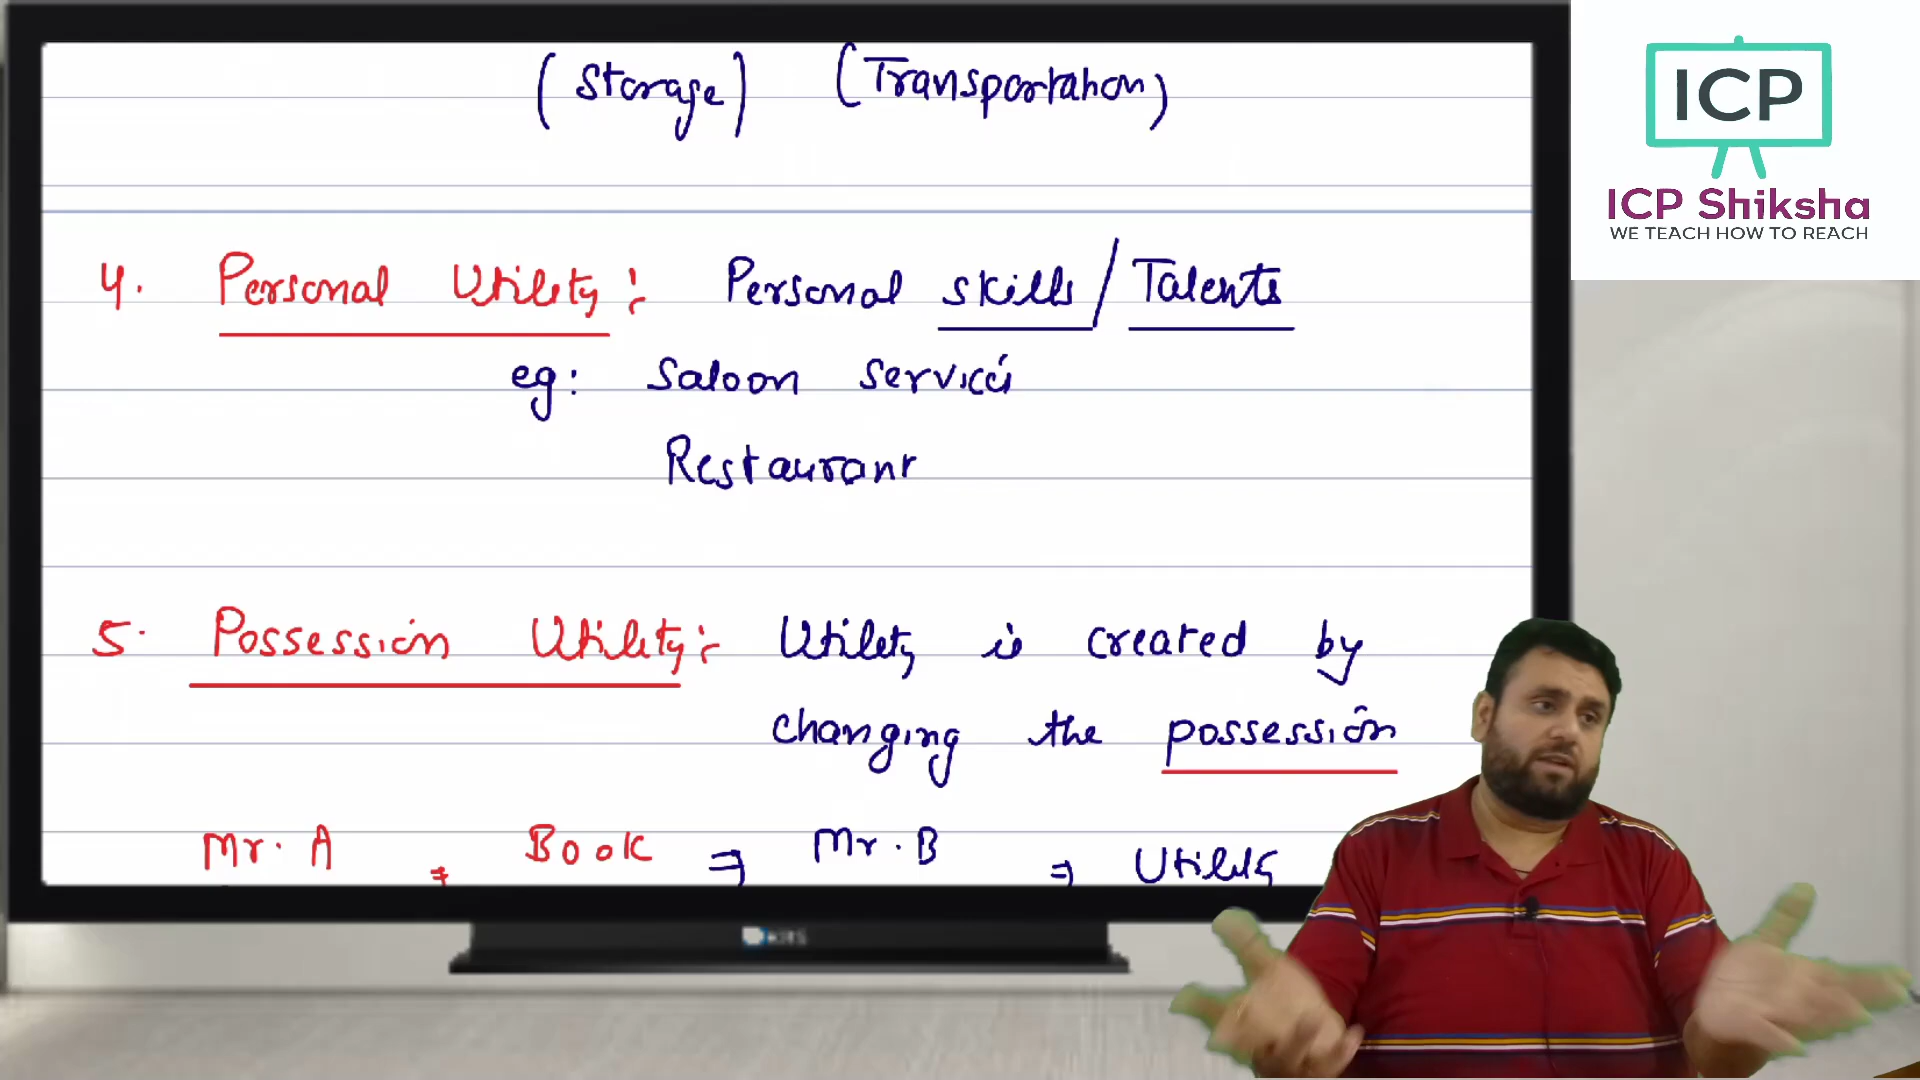 (Storage) (Transportation)
ICP
ICP Shiksha
WE TEACH HOW TO REACH
4. Personal Utility :- Personal skills / Talents
eg: Saloon services
Restaurant
5. Possession Utility :- Utility is created by
changing the possession
Mr. A ⇒ Book ⇒ Mr. B ⇒ Utility